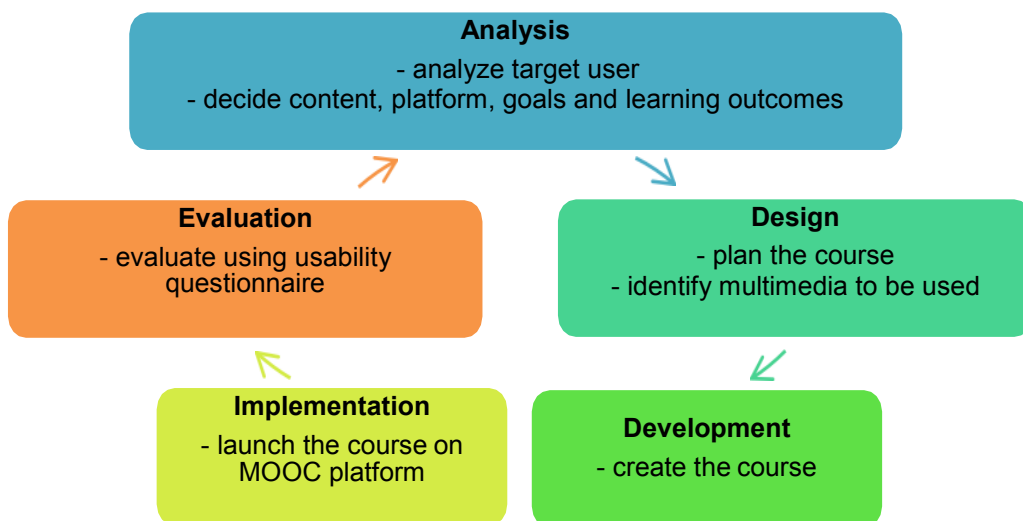 Analysis
- analyze target user
- decide content, platform, goals and learning outcomes
Evaluation
- evaluate using usability
questionnaire
Design
- plan the course
- identify multimedia to be used
Implementation
- launch the course on
MOOC platform
Development
- create the course